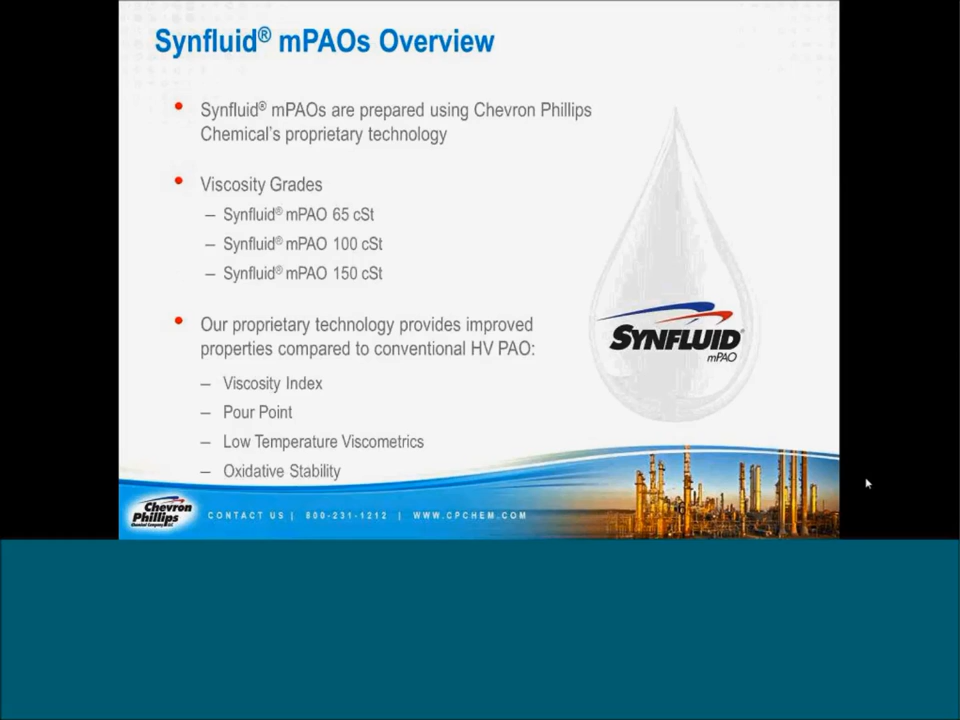 Synfluid® mPAOs Overview
• Synfluid® mPAOs are prepared using Chevron Phillips
Chemical's proprietary technology
• Viscosity Grades
– Synfluid® mPAO 65 cSt
– Synfluid® mPAO 100 cSt
– Synfluid® mPAO 150 cSt
• Our proprietary technology provides improved
properties compared to conventional HV PAO:
– Viscosity Index
– Pour Point
– Low Temperature Viscometrics
– Oxidative Stability
SYNFLUID®
mPAO
Chevron
Phillips
Chemical Company
CONTACT US | 800-231-1212 | WWW.CPCHEM.COM
6